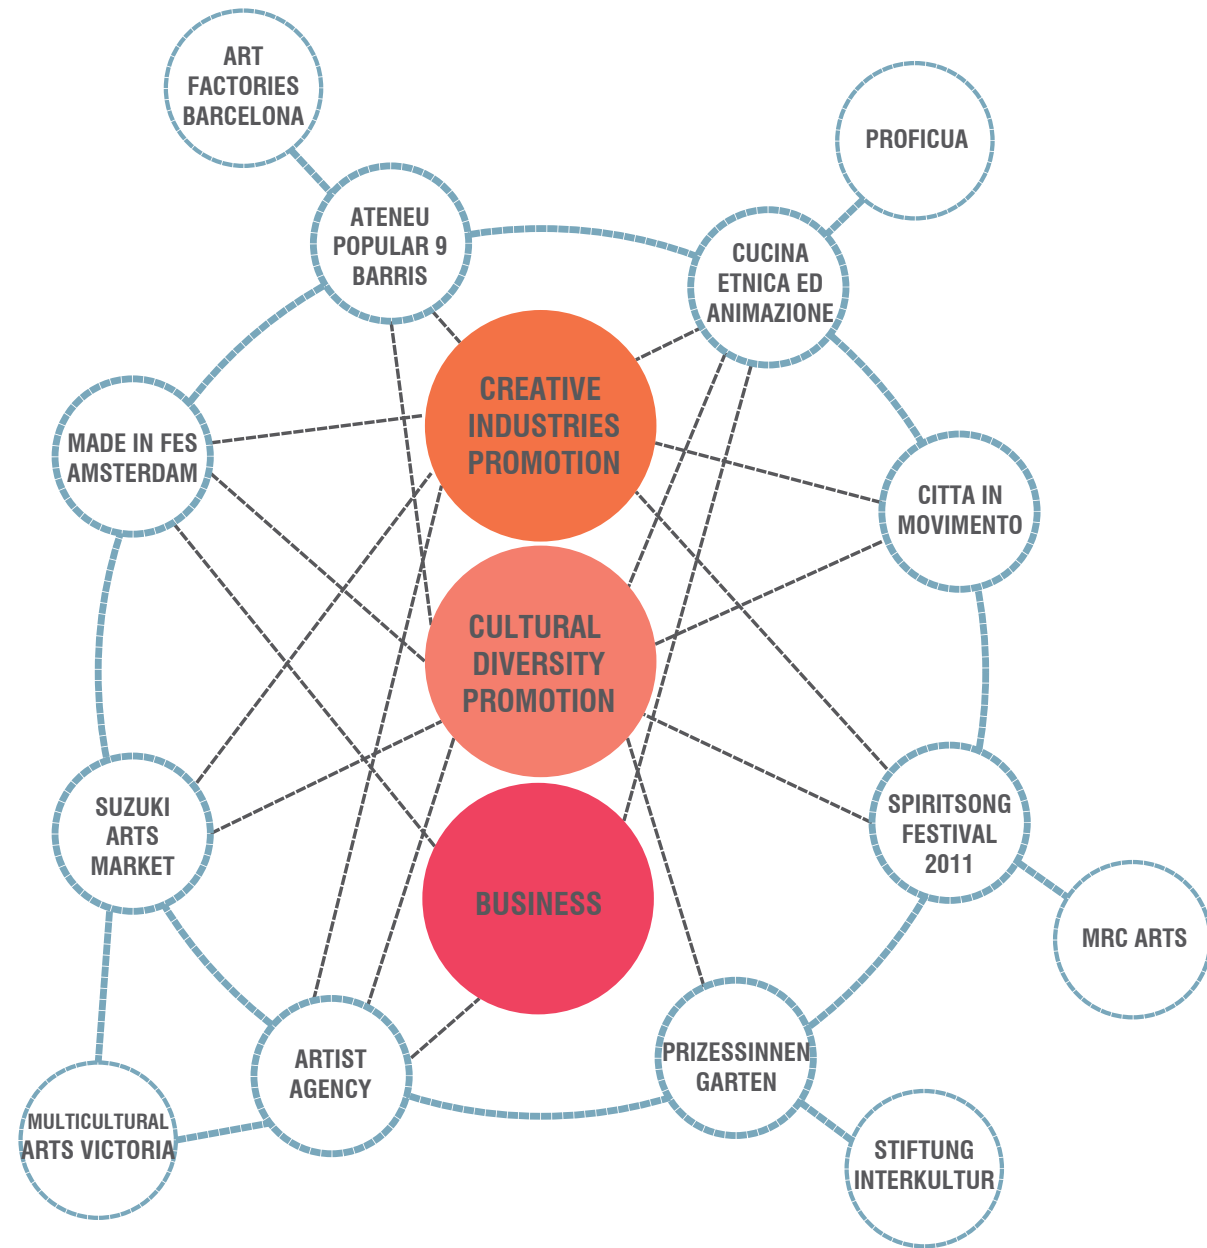 ART
FACTORIES
BARCELONA
PROFICUA
ATENEU
POPULAR 9
BARRIS
CUCINA
ETNICA ED
ANIMAZIONE
CREATIVE
INDUSTRIES
PROMOTION
MADE IN FES
AMSTERDAM
CITTA IN
MOVIMENTO
CULTURAL
DIVERSITY
PROMOTION
SUZUKI
ARTS
MARKET
SPIRITSONG
FESTIVAL
2011
BUSINESS
MRC ARTS
ARTIST
AGENCY
PRIZESSINNEN
GARTEN
MULTICULTURAL
ARTS VICTORIA
STIFTUNG
INTERKULTUR